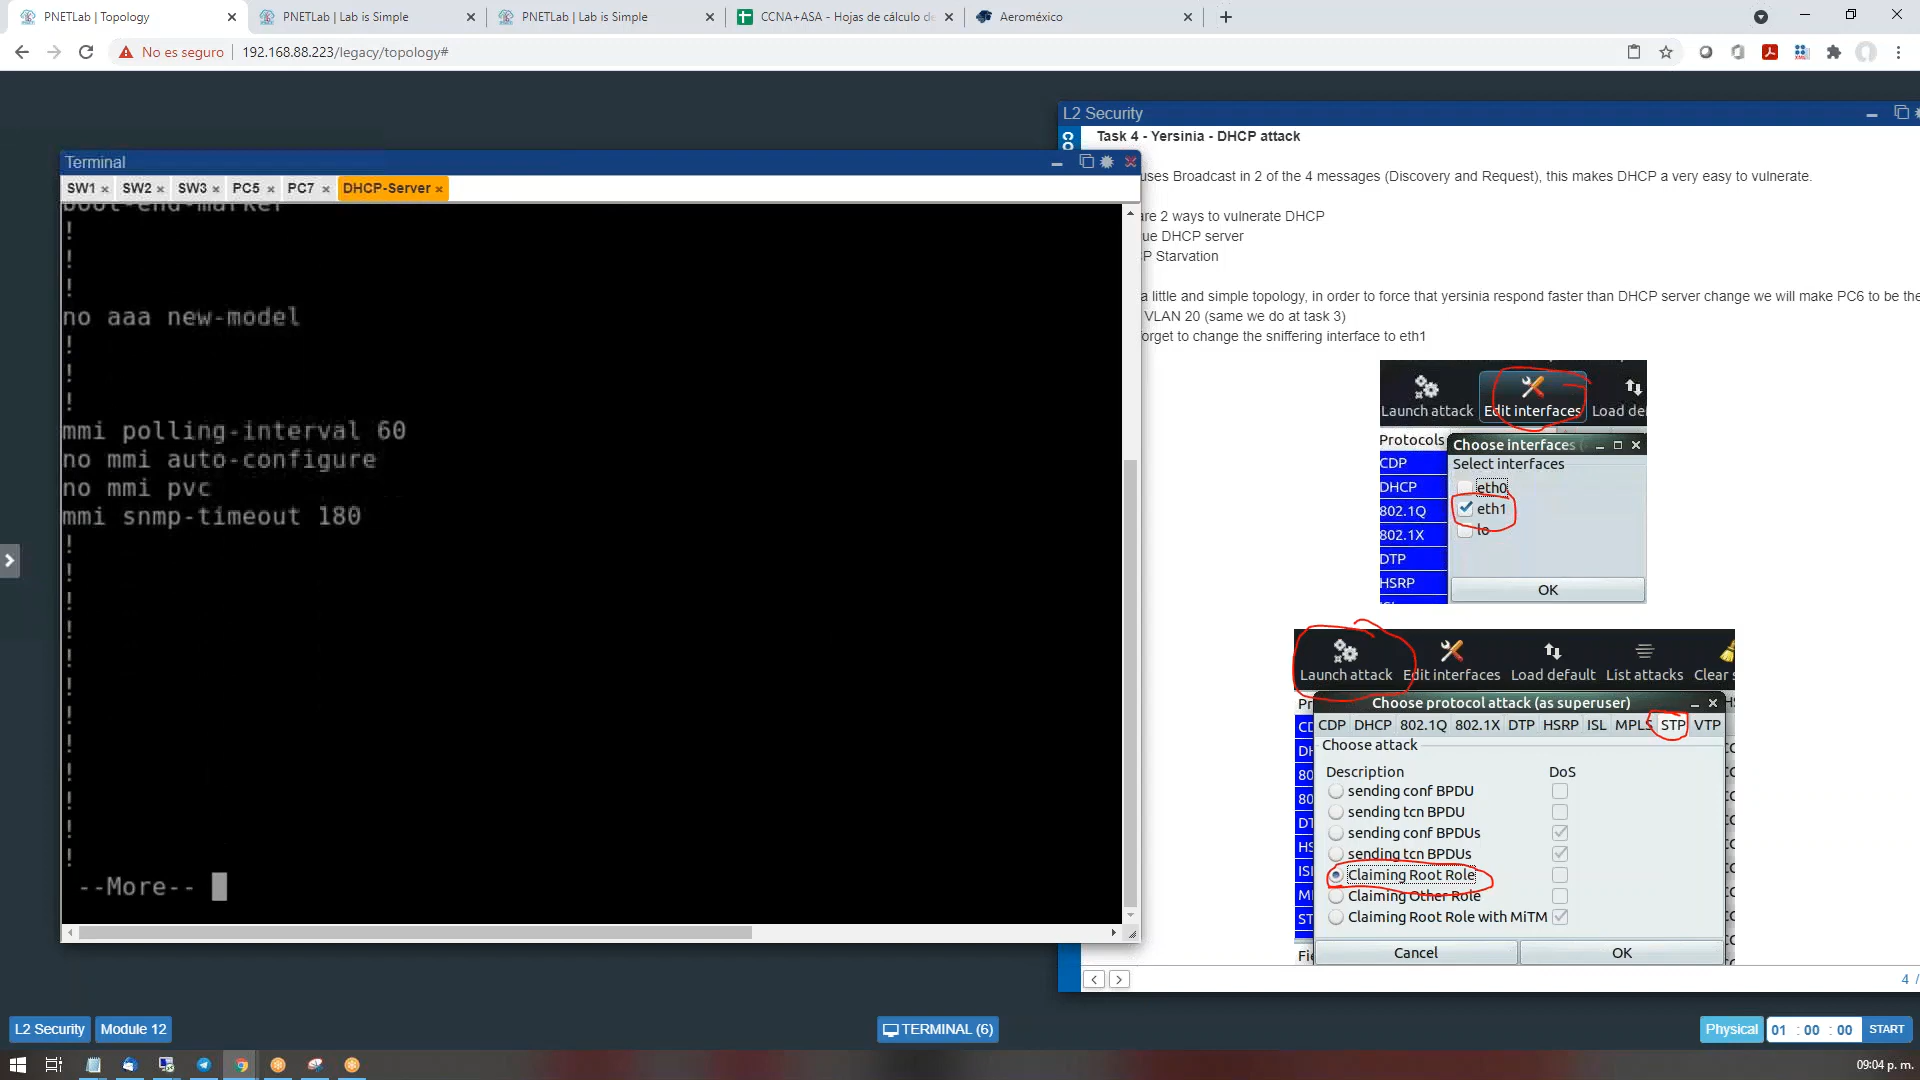 PNETLab | Topology
PNETLab | Lab is Simple
PNETLab | Lab is Simple
CCNA+ASA - Hojas de cálculo de
Aeroméxico
No es seguro
192.168.88.223/legacy/topology#
L2 Security
Task 4 - Yersinia - DHCP attack
uses Broadcast in 2 of the 4 messages (Discovery and Request), this makes DHCP a very easy to vulnerate.
are 2 ways to vulnerate DHCP
ue DHCP server
P Starvation
a little and simple topology, in order to force that yersinia respond faster than DHCP server change we will make PC6 to be the
VLAN 20 (same we do at task 3)
orget to change the sniffering interface to eth1
Launch attack
Edit interfaces
Load de
Protocols
Choose interfaces
Select interfaces
CDP
DHCP
eth0
802.1Q
eth1
802.1X
lo
DTP
HSRP
OK
Launch attack
Edit interfaces
Load default
List attacks
Clear s
Pr
Choose protocol attack (as superuser)
CDP DHCP 802.1Q 802.1X DTP HSRP ISL MPLS STP VTP
Choose attack
Description
DoS
sending conf BPDU
sending tcn BPDU
sending conf BPDUs
sending tcn BPDUs
Claiming Root Role
Claiming Other Role
Claiming Root Role with MiTM
Cancel
OK
4 /
Terminal
SW1
SW2
SW3
PC5
PC7
DHCP-Server
boot-end-marker
!
!
!
no aaa new-model
!
!
!
mmi polling-interval 60
no mmi auto-configure
no mmi pvc
mmi snmp-timeout 180
!
!
!
!
!
!
!
!
!
!
!
!
--More--
L2 Security
Module 12
TERMINAL (6)
Physical
01 : 00 : 00
START
09:04 p. m.